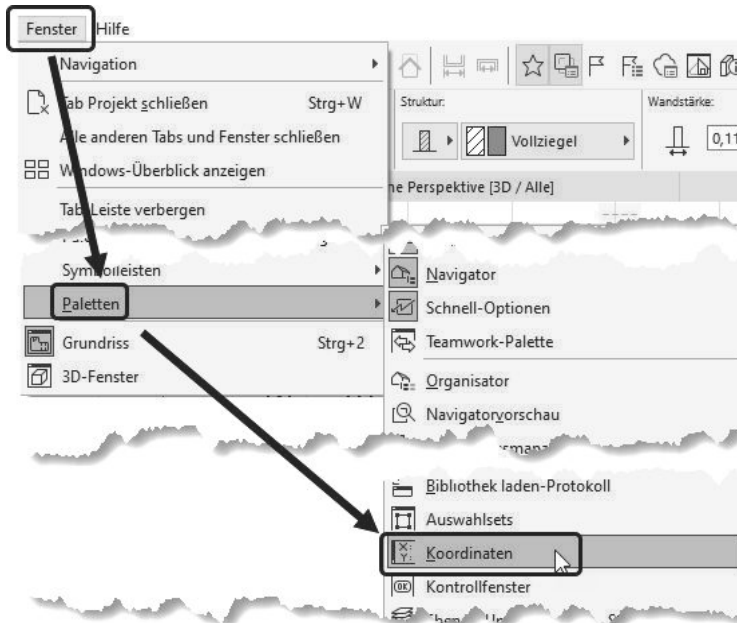 Fenster Hilfe
Navigation
Tab Projekt schließen Strg+W
Alle anderen Tabs und Fenster schließen
Windows-Überblick anzeigen
Tab-Leiste verbergen
Symbolleisten
Paletten
Grundriss Strg+2
3D-Fenster
Struktur: Wandstärke:
Vollziegel 0,11
ne Perspektive [3D / Alle]
Navigator
Schnell-Optionen
Teamwork-Palette
Organisator
Navigatorvorschau
Bibliothek laden-Protokoll
Auswahlsets
X:
Y:
Koordinaten
OK
Kontrollfenster